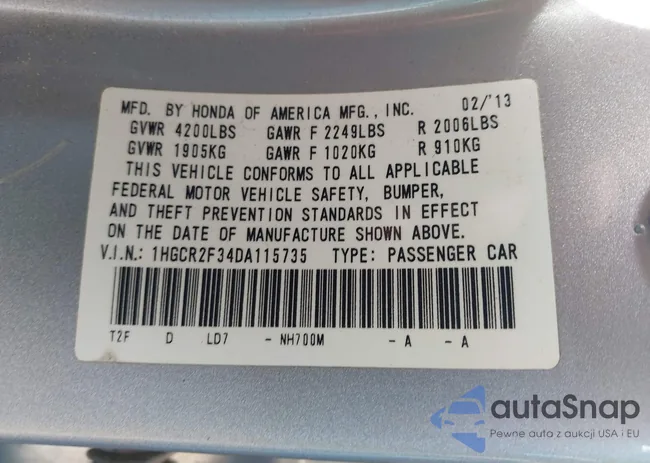 MFD. BY HONDA OF AMERICA MFG., INC. 02/'13
GVWR 4200LBS GAWR F 2249LBS R 2006LBS
GVWR 1905KG GAWR F 1020KG R 910KG
THIS VEHICLE CONFORMS TO ALL APPLICABLE
FEDERAL MOTOR VEHICLE SAFETY, BUMPER,
AND THEFT PREVENTION STANDARDS IN EFFECT
ON THE DATE OF MANUFACTURE SHOWN ABOVE.
V.I.N.: 1HGCR2F34DA115735 TYPE: PASSENGER CAR
T2F D LD7 - NH700M - A - A
autaSnap
Pewne auta z aukcji USA i EU